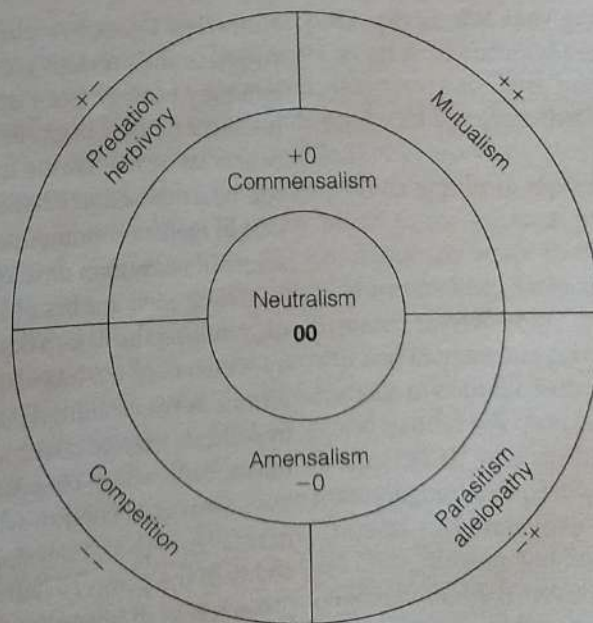 +−
Predation
herbivory
++
Mutualism
+0
Commensalism
Neutralism
00
Amensalism
−0
Competition
−−
Parasitism
allelopathy
−+